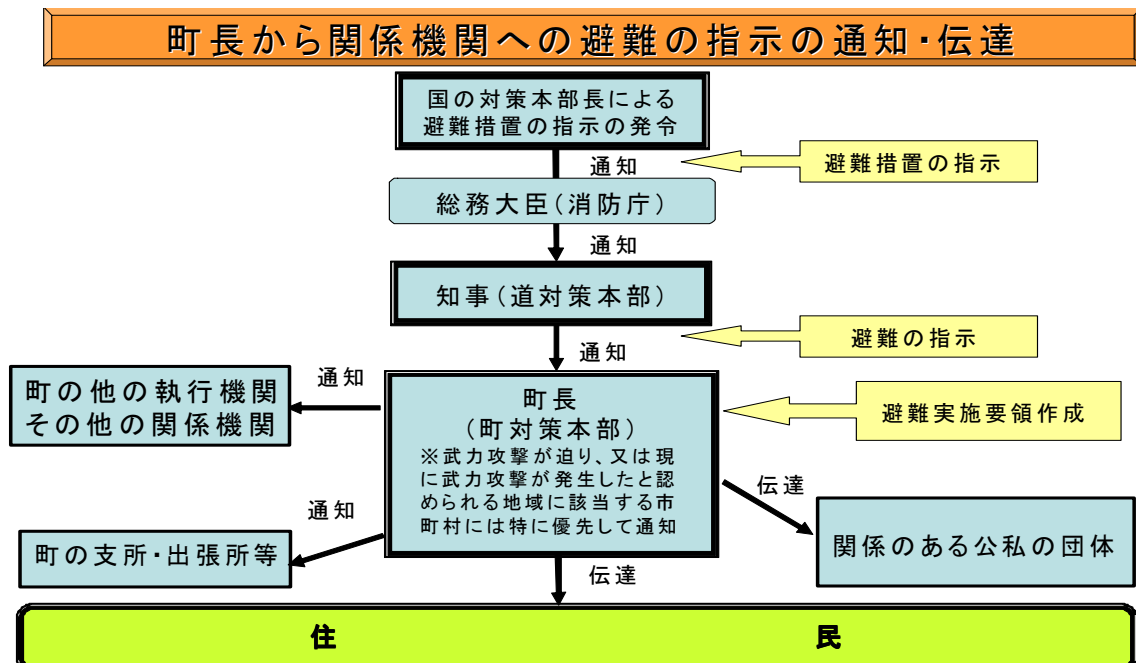 町長から関係機関への避難の指示の通知・伝達
国の対策本部長による
避難措置の指示の発令
通知
避難措置の指示
総務大臣(消防庁)
通知
知事(道対策本部)
通知
避難の指示
町の他の執行機関
その他の関係機関
通知
町長
(町対策本部)
※武力攻撃が迫り、又は現
に武力攻撃が発生したと認
められる地域に該当する市
町村には特に優先して通知
避難実施要領作成
通知
町の支所・出張所等
伝達
関係のある公私の団体
伝達
住民